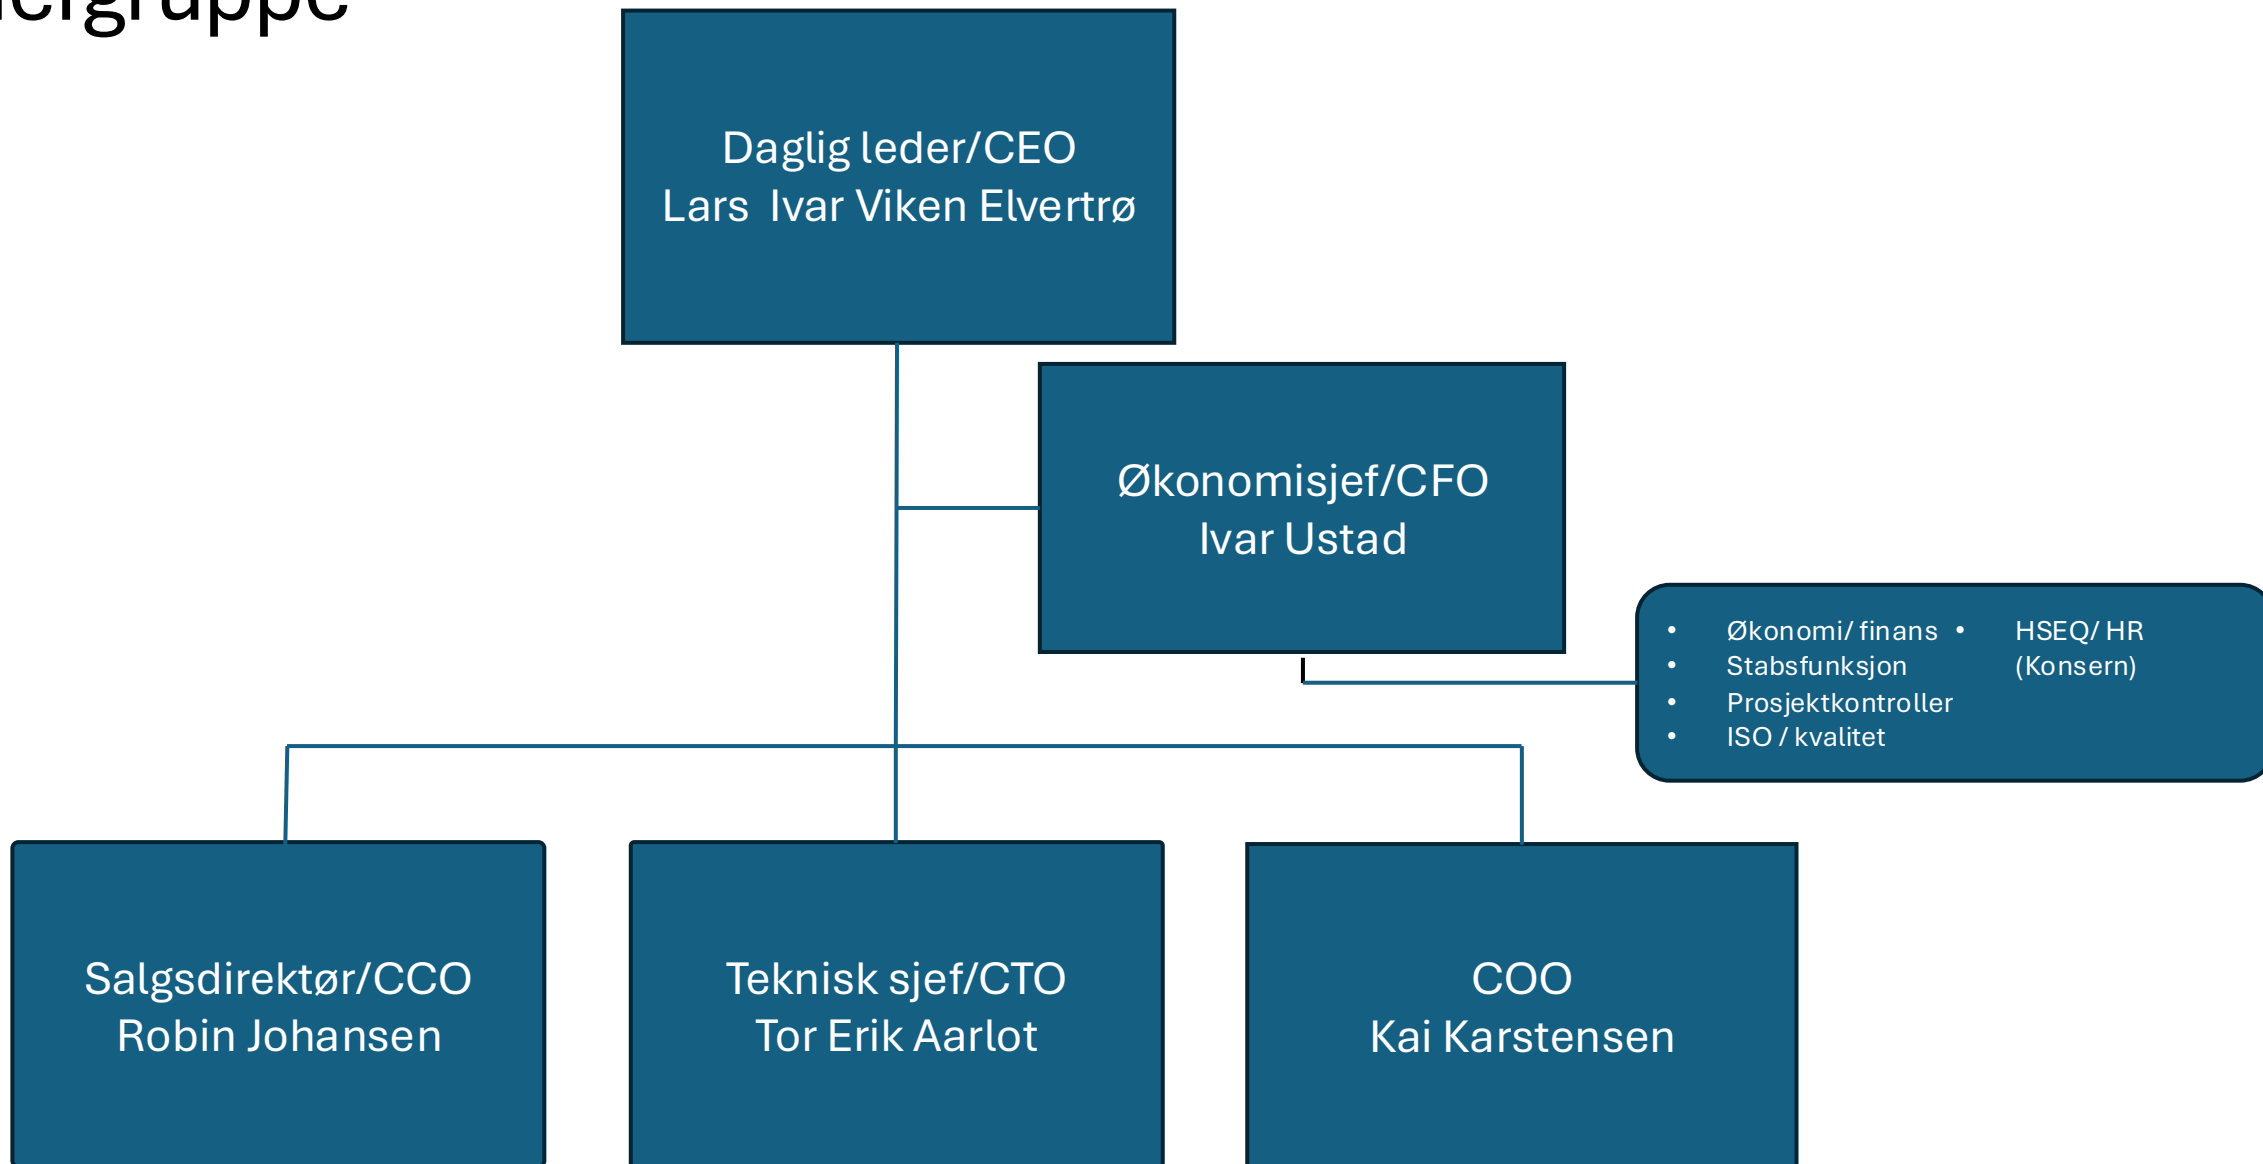 Daglig leder/CEO
Lars Ivar Viken Elvertrø
Økonomisjef/CFO
Ivar Ustad
• Økonomi/ finans
• Stabsfunksjon
• Prosjektkontroller
• ISO / kvalitet
• HSEQ/ HR
(Konsern)
Salgsdirektør/CCO
Robin Johansen
Teknisk sjef/CTO
Tor Erik Aarlot
COO
Kai Karstensen